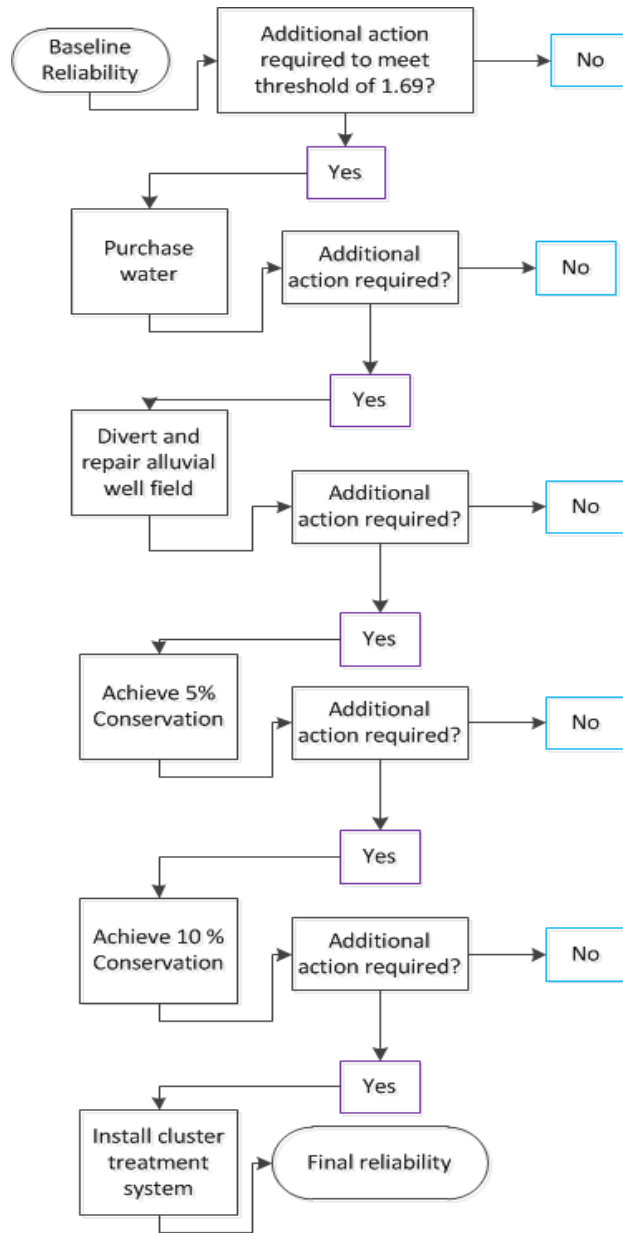 Baseline
Reliability
Additional action
required to meet
threshold of 1.69?
No
Yes
Purchase
water
Additional
action required?
No
Yes
Divert and
repair alluvial
well field
Additional
action required?
No
Yes
Achieve 5%
Conservation
Additional
action required?
No
Yes
Achieve 10 %
Conservation
Additional
action required?
No
Yes
Install cluster
treatment
system
Final reliability